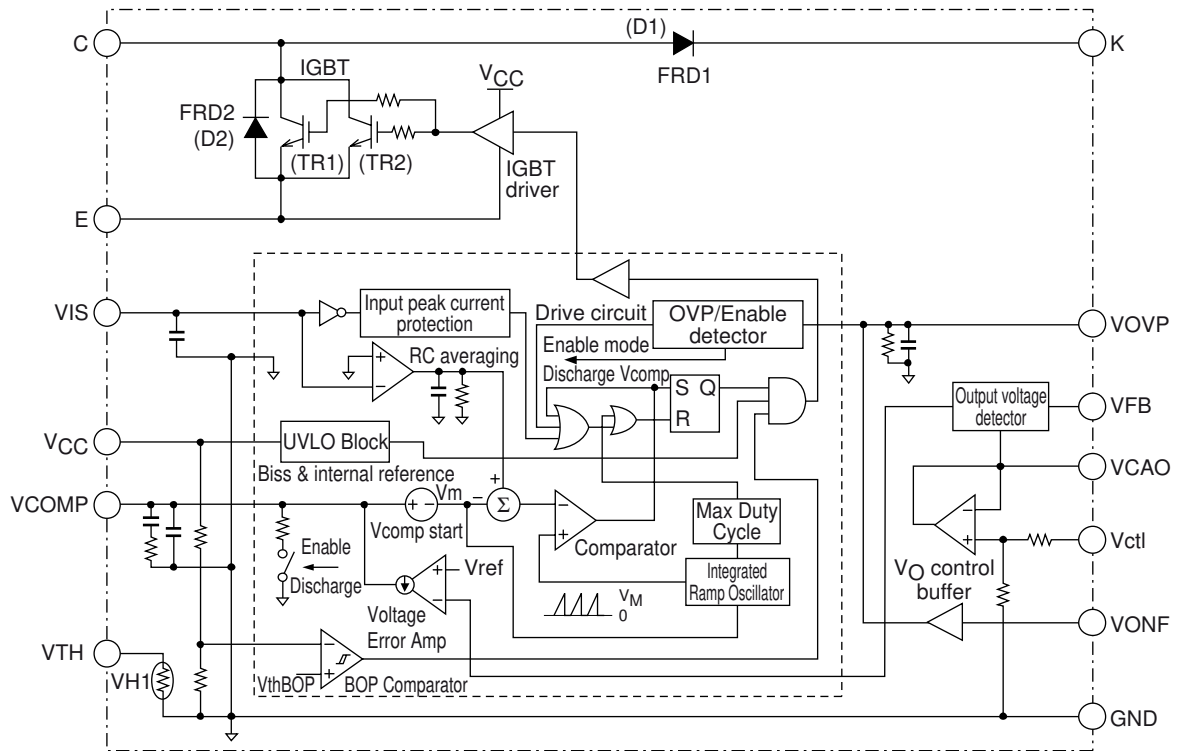 (D1)
C
K
FRD1
IGBT
VCC
FRD2
(D2)
(TR1)
(TR2)
IGBT
driver
E
VIS
Input peak current
protection
Drive circuit
OVP/Enable
detector
VOVP
RC averaging
Enable mode
Discharge Vcomp
S Q
R
Output voltage
detector
VFB
VCC
UVLO Block
Biss & internal reference
VCAO
VCOMP
Vm
Vcomp start
Σ
Comparator
Max Duty
Cycle
Vctl
Enable
Discharge
Vref
Voltage
Error Amp
VM
0
Integrated
Ramp Oscillator
VO control
buffer
VONF
VTH
VH1
VthBOP
BOP Comparator
GND